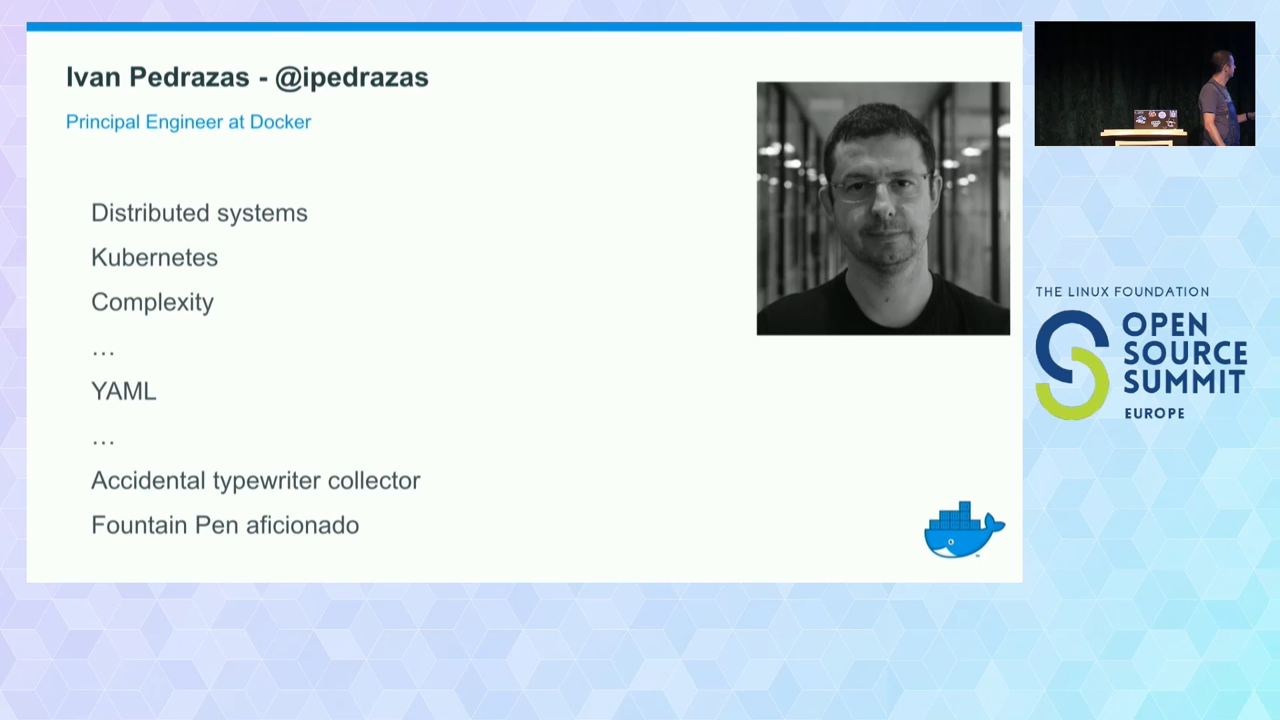 Ivan Pedrazas - @ipedrazas
Principal Engineer at Docker
Distributed systems
Kubernetes
Complexity
…
YAML
…
Accidental typewriter collector
Fountain Pen aficionado
THE LINUX FOUNDATION
OPEN
SOURCE
SUMMIT
EUROPE